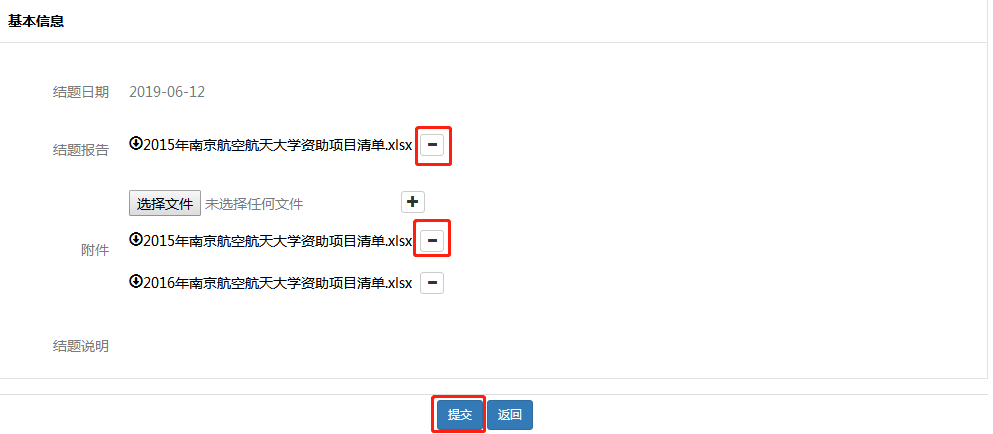 基本信息
结题日期 2019-06-12
结题报告 2015年南京航空航天大学资助项目清单.xlsx
选择文件 未选择任何文件
附件 2015年南京航空航天大学资助项目清单.xlsx
2016年南京航空航天大学资助项目清单.xlsx
结题说明
提交 返回